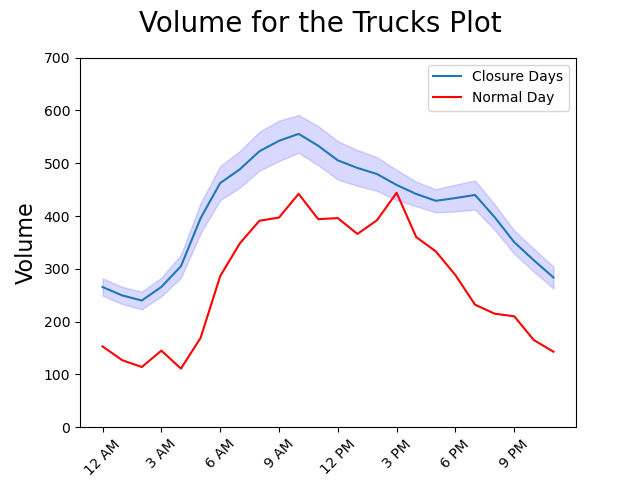 Volume for the Trucks Plot
700
600
500
400
300
200
100
0
Volume
Closure Days
Normal Day
12 AM
3 AM
6 AM
9 AM
12 PM
3 PM
6 PM
9 PM